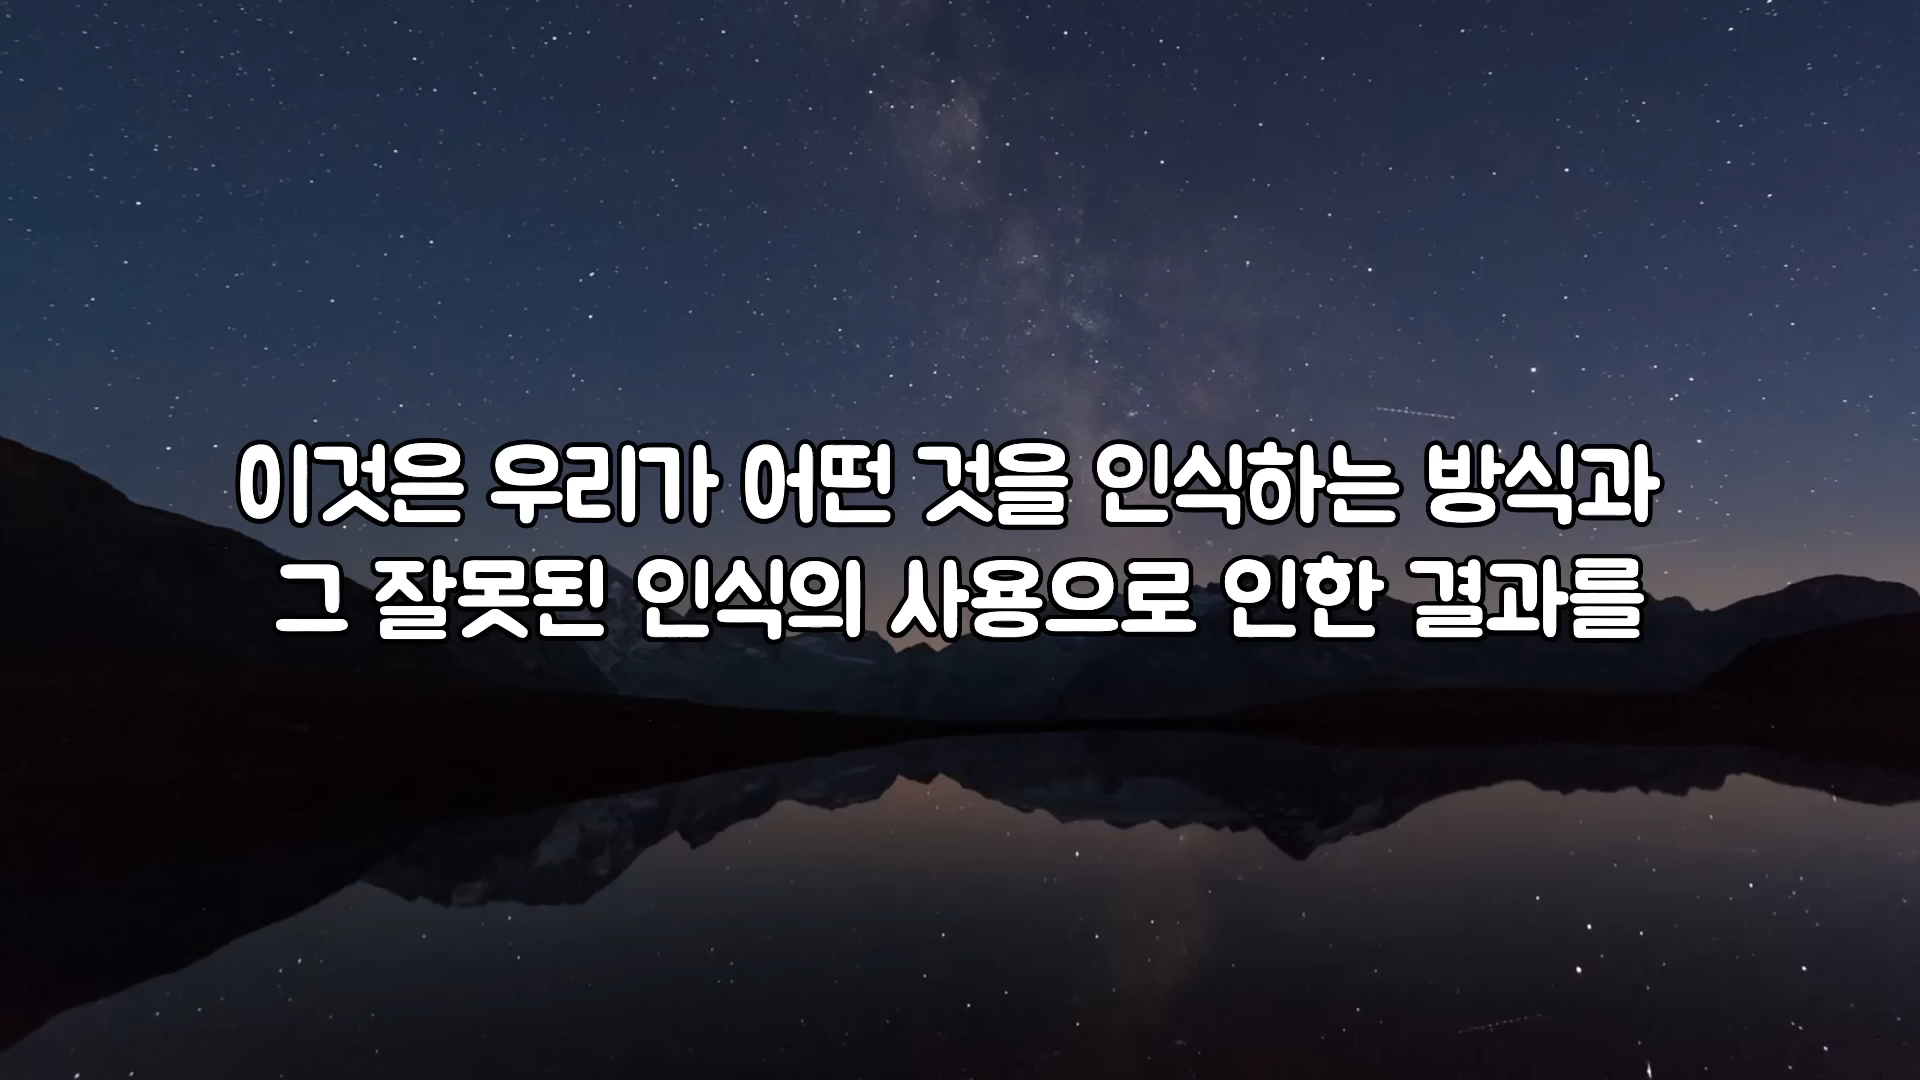 이것은 우리가 어떤 것을 인식하는 방식과
그 잘못된 인식의 사용으로 인한 결과를